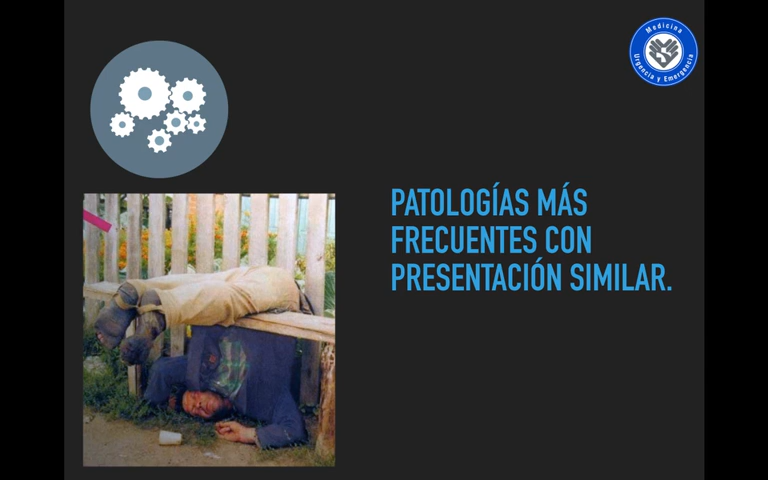 Medicina
Urgencia y Emergencia
PATOLOGÍAS MÁS
FRECUENTES CON
PRESENTACIÓN SIMILAR.